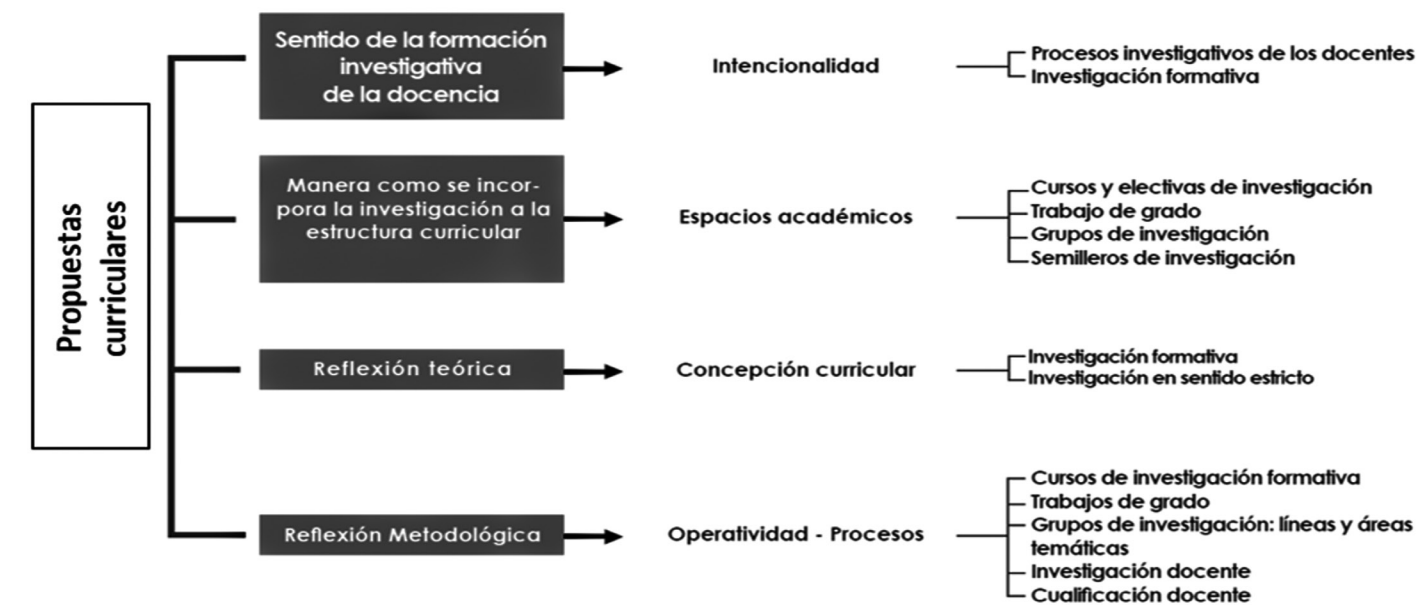 Propuestas
curriculares
Sentido de la formación
investigativa
de la docencia
Intencionalidad
Procesos investigativos de los docentes
Investigación formativa
Manera como se incor-
pora la investigación a la
estructura curricular
Espacios académicos
Cursos y electivas de investigación
Trabajo de grado
Grupos de investigación
Semilleros de investigación
Reflexión teórica
Concepción curricular
Investigación formativa
Investigación en sentido estricto
Reflexión Metodológica
Operatividad - Procesos
Cursos de investigación formativa
Trabajos de grado
Grupos de investigación: líneas y áreas
temáticas
Investigación docente
Cualificación docente